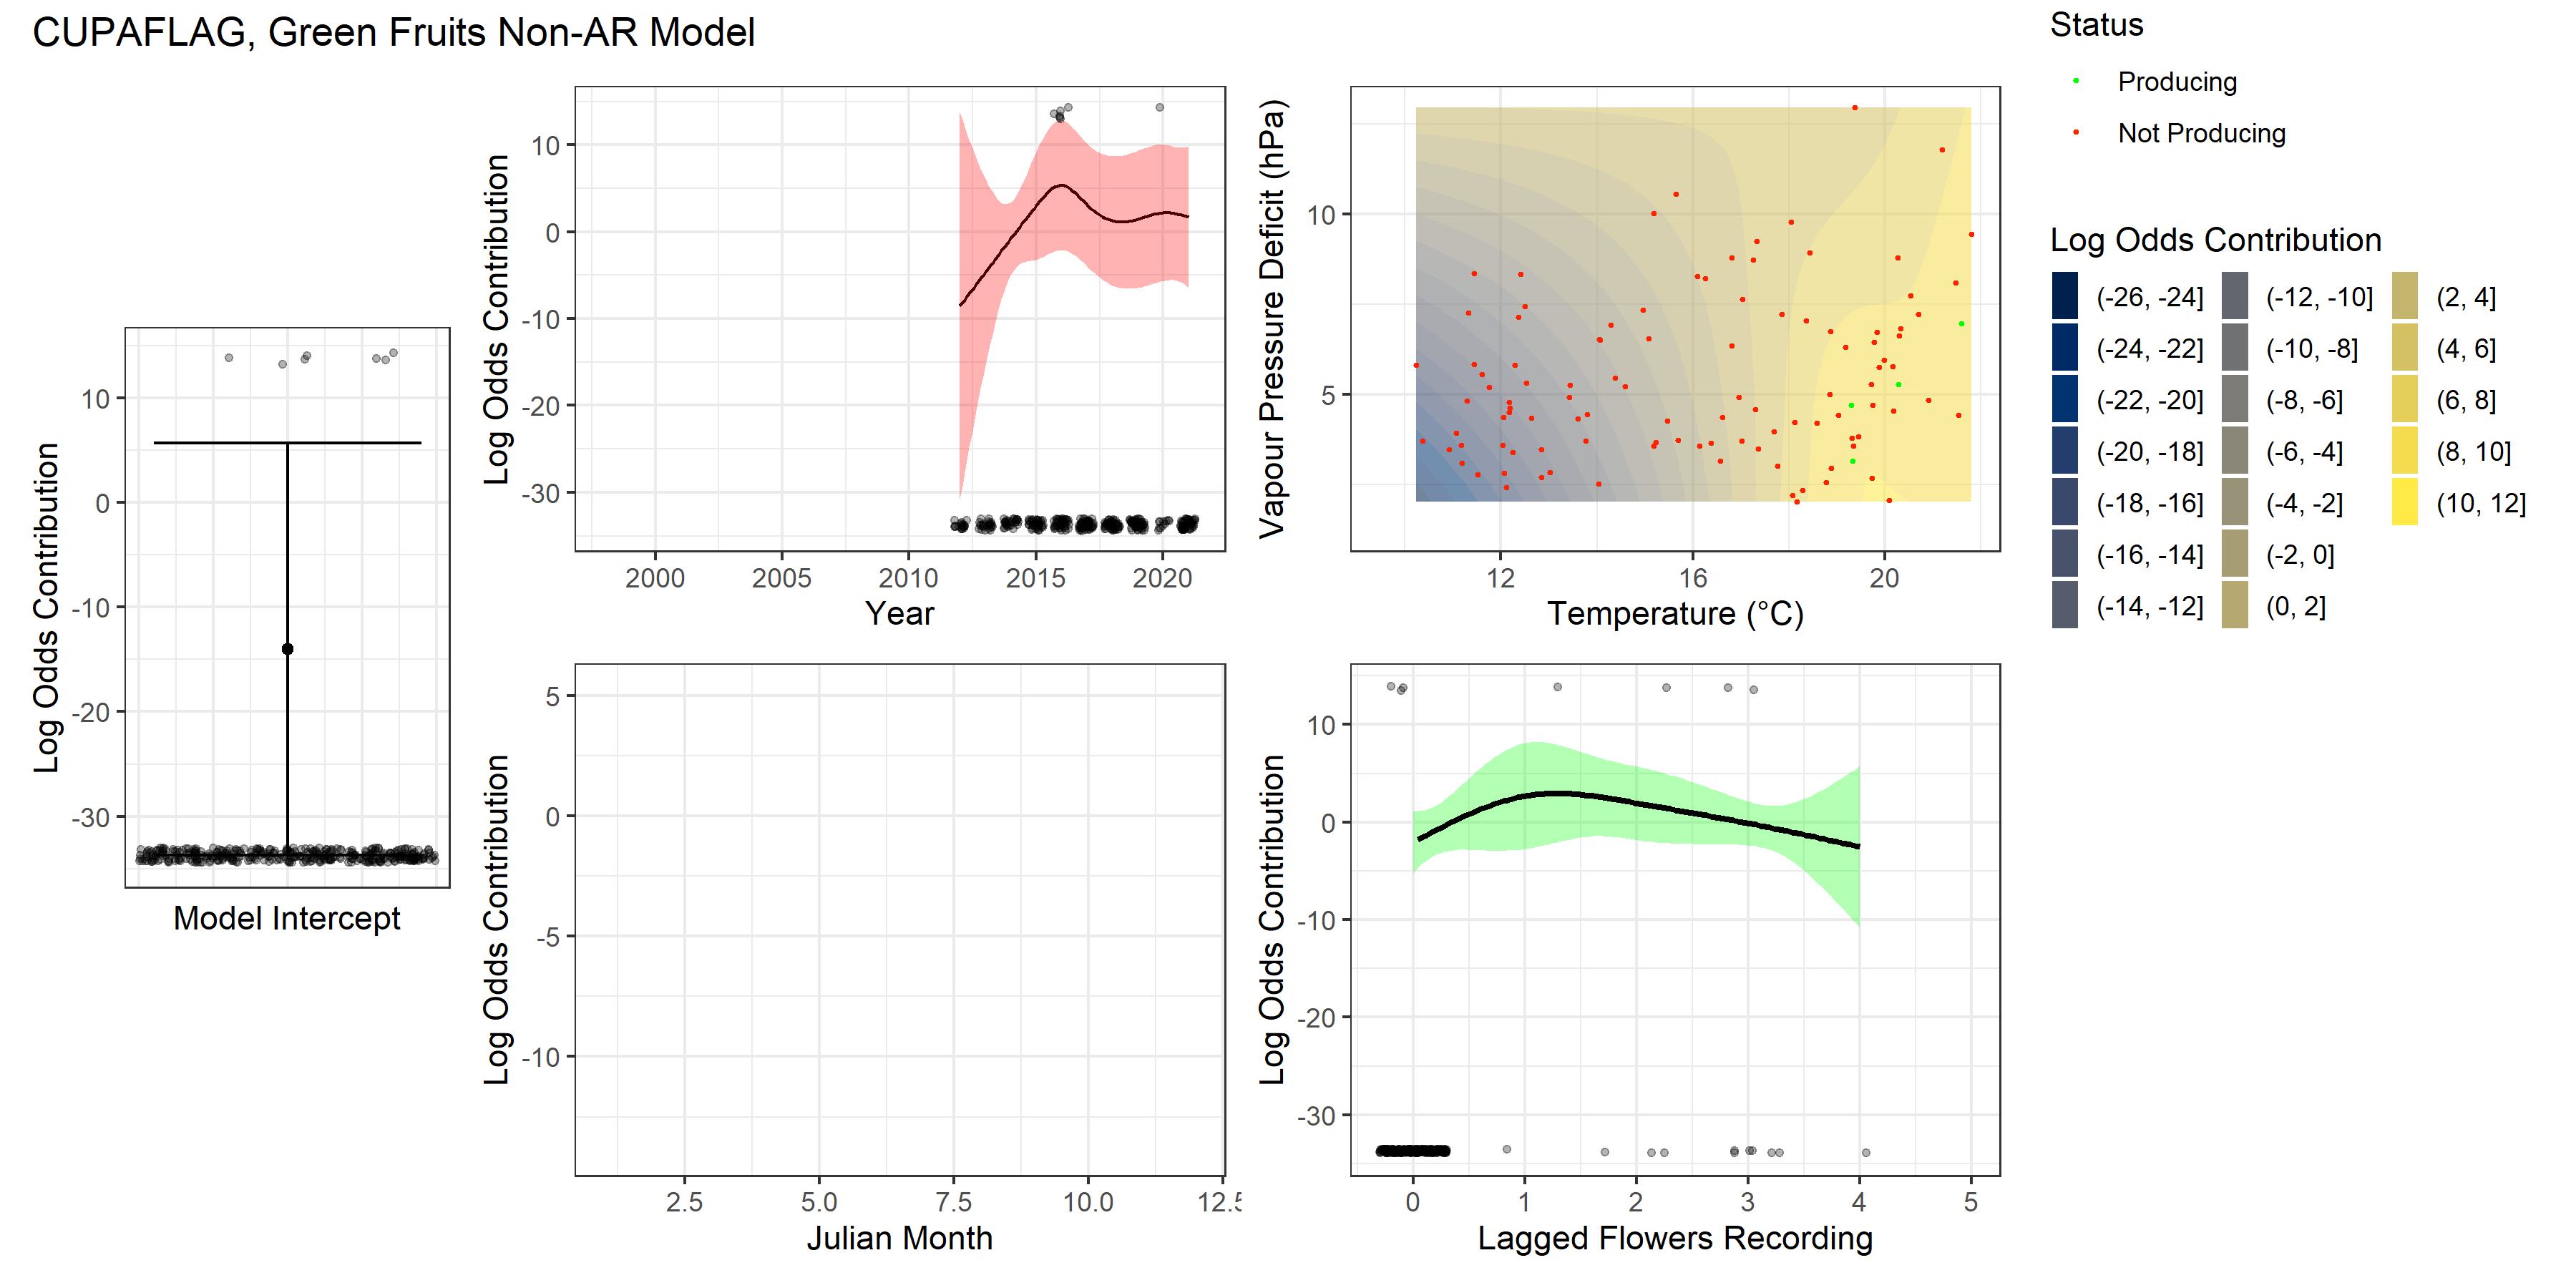 CUPAFLAG, Green Fruits Non-AR Model
Log Odds Contribution
10
0
-10
-20
-30
Model Intercept
Log Odds Contribution
10
0
-10
-20
-30
2000 2005 2010 2015 2020
Year
Vapour Pressure Deficit (hPa)
10
5
12 16 20
Temperature (°C)
Log Odds Contribution
5
0
-5
-10
2.5 5.0 7.5 10.0 12.5
Julian Month
Log Odds Contribution
10
0
-10
-20
-30
0 1 2 3 4 5
Lagged Flowers Recording
Status
Producing
Not Producing
Log Odds Contribution
(-26, -24] (-12, -10] (2, 4]
(-24, -22] (-10, -8] (4, 6]
(-22, -20] (-8, -6] (6, 8]
(-20, -18] (-6, -4] (8, 10]
(-18, -16] (-4, -2] (10, 12]
(-16, -14] (-2, 0]
(-14, -12] (0, 2]